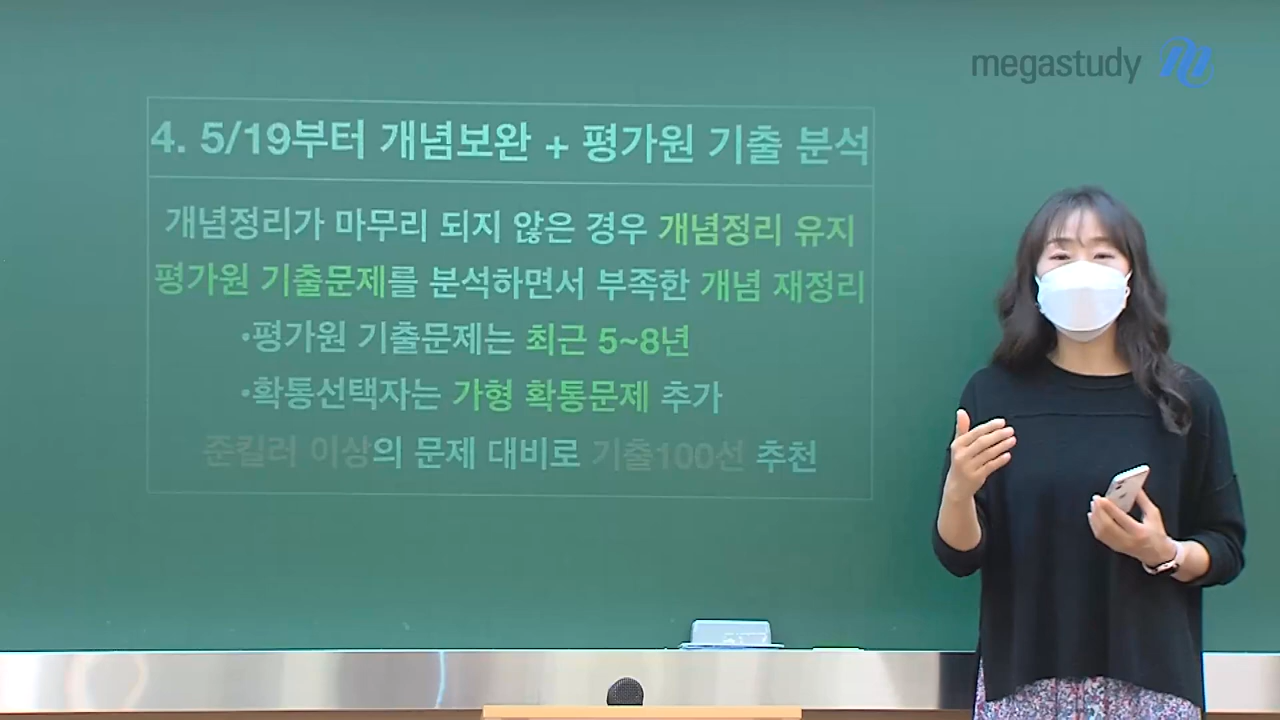 megastudy
4. 5/19부터 개념보완 + 평가원 기출 분석
개념정리가 마무리 되지 않은 경우 개념정리 유지
평가원 기출문제를 분석하면서 부족한 개념 재정리
•평가원 기출문제는 최근 5~8년
•확통선택자는 가형 확통문제 추가
준킬러 이상의 문제 대비로 기출100선 추천